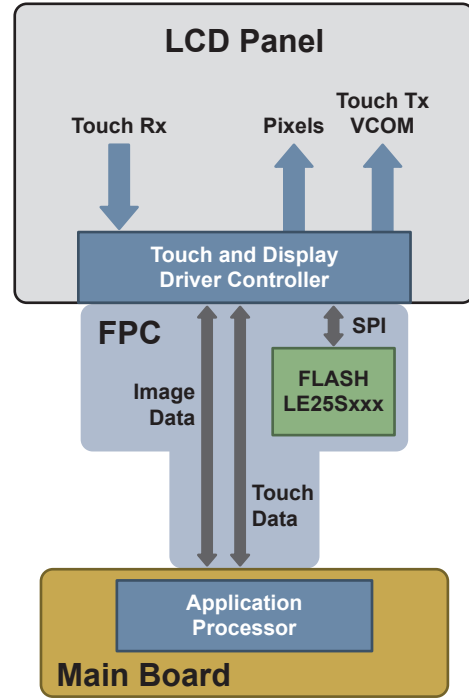 LCD Panel
Touch Rx
Pixels
Touch Tx
VCOM
Touch and Display
Driver Controller
FPC
SPI
Image
Data
FLASH
LE25Sxxx
Touch
Data
Application
Processor
Main Board